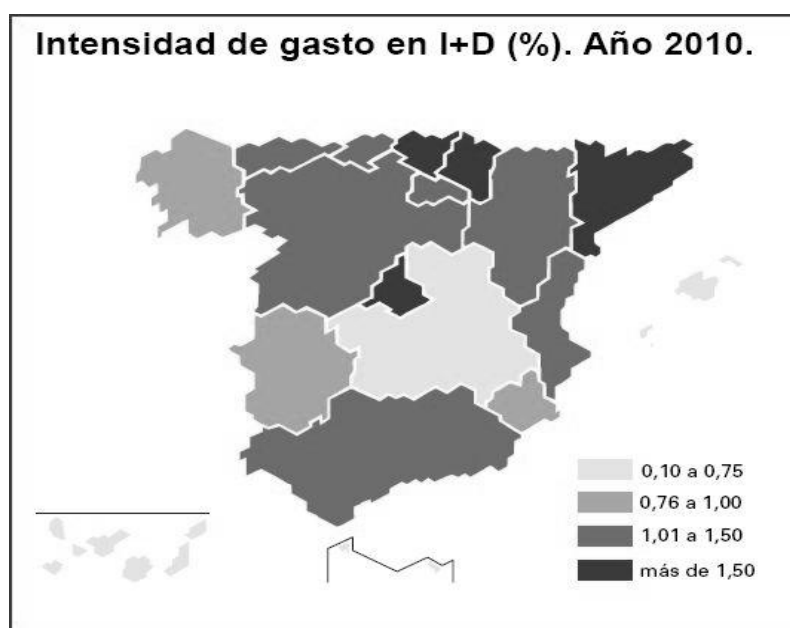 Intensidad de gasto en I+D (%). Año 2010.
0,10 a 0,75
0,76 a 1,00
1,01 a 1,50
más de 1,50